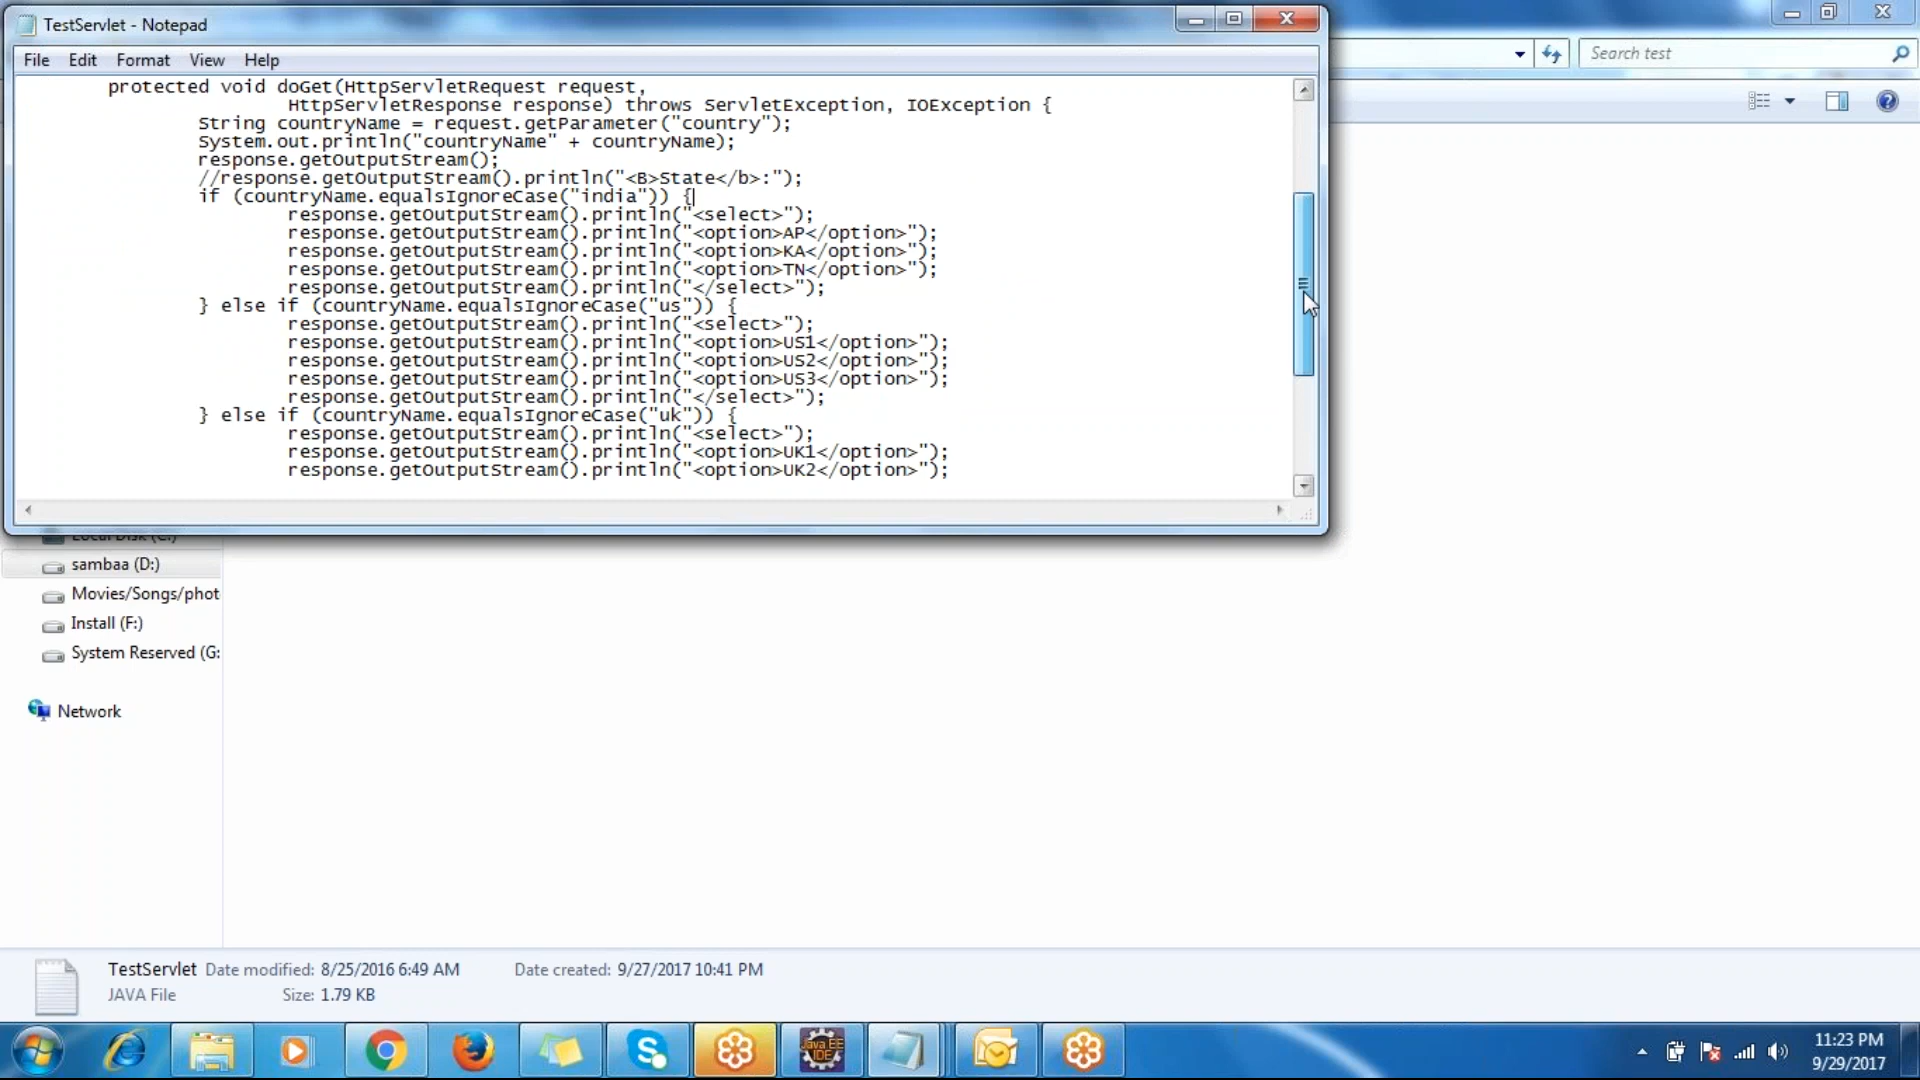 TestServlet - Notepad
File Edit Format View Help
Search test
protected void doGet(HttpServletRequest request,
HttpServletResponse response) throws ServletException, IOException {
String countryName = request.getParameter("country");
System.out.println("countryName" + countryName);
response.getOutputStream();
//response.getOutputStream().println("<B>State</b>:");
if (countryName.equalsIgnoreCase("india")) {
response.getOutputStream().println("<select>");
response.getOutputStream().println("<option>AP</option>");
response.getOutputStream().println("<option>KA</option>");
response.getOutputStream().println("<option>TN</option>");
response.getOutputStream().println("</select>");
} else if (countryName.equalsIgnoreCase("us")) {
response.getOutputStream().println("<select>");
response.getOutputStream().println("<option>US1</option>");
response.getOutputStream().println("<option>US2</option>");
response.getOutputStream().println("<option>US3</option>");
response.getOutputStream().println("</select>");
} else if (countryName.equalsIgnoreCase("uk")) {
response.getOutputStream().println("<select>");
response.getOutputStream().println("<option>UK1</option>");
response.getOutputStream().println("<option>UK2</option>");
Local Disk (C:)
sambaa (D:)
Movies/Songs/phot
Install (F:)
System Reserved (G:
Network
TestServlet Date modified: 8/25/2016 6:49 AM Date created: 9/27/2017 10:41 PM
JAVA File Size: 1.79 KB
Java EE
IDE
11:23 PM
9/29/2017